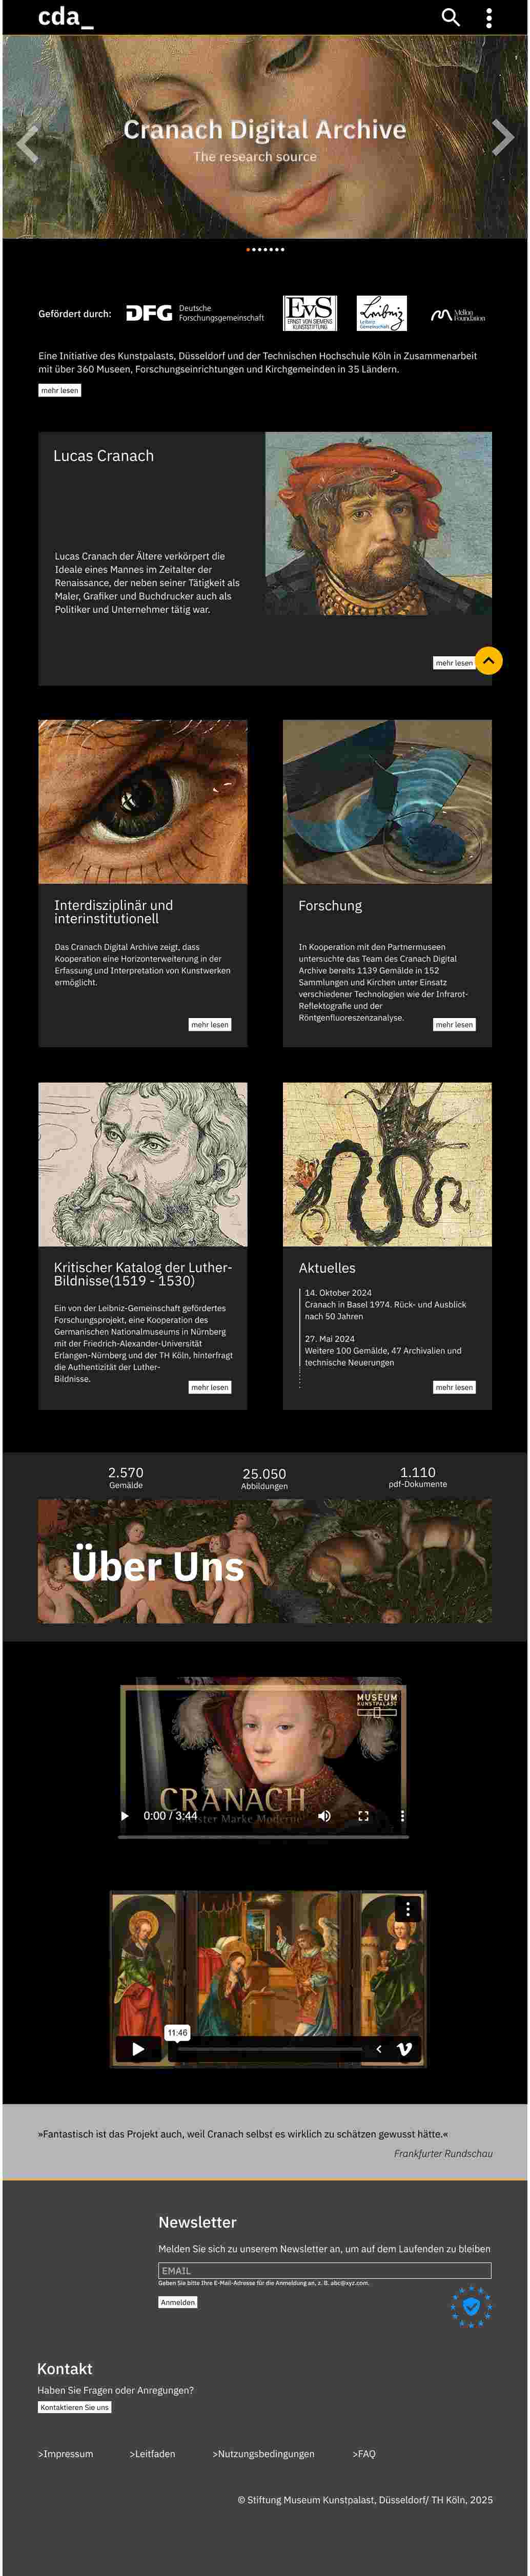 cda_
Cranach Digital Archive
The research source
Gefördert durch:
DFG Deutsche
Forschungsgemeinschaft
EvS
ERNST VON SIEMENS
KUNSTSTIFTUNG
Leibniz
Leibniz
Gemeinschaft
Mellon
Foundation
Eine Initiative des Kunstpalasts, Düsseldorf und der Technischen Hochschule Köln in Zusammenarbeit
mit über 360 Museen, Forschungseinrichtungen und Kirchgemeinden in 35 Ländern.
mehr lesen
Lucas Cranach
Lucas Cranach der Ältere verkörpert die
Ideale eines Mannes im Zeitalter der
Renaissance, der neben seiner Tätigkeit als
Maler, Grafiker und Buchdrucker auch als
Politiker und Unternehmer tätig war.
mehr lesen
Interdisziplinär und
interinstitutionell
Das Cranach Digital Archive zeigt, dass
Kooperation eine Horizonterweiterung in der
Erfassung und Interpretation von Kunstwerken
ermöglicht.
mehr lesen
Forschung
In Kooperation mit den Partnermuseen
untersuchte das Team des Cranach Digital
Archive bereits 1139 Gemälde in 152
Sammlungen und Kirchen unter Einsatz
verschiedener Technologien wie der Infrarot-
Reflektografie und der
Röntgenfluoreszenzanalyse.
mehr lesen
Kritischer Katalog der Luther-
Bildnisse(1519 - 1530)
Ein von der Leibniz-Gemeinschaft gefördertes
Forschungsprojekt, eine Kooperation des
Germanischen Nationalmuseums in Nürnberg
mit der Friedrich-Alexander-Universität
Erlangen-Nürnberg und der TH Köln, hinterfragt
die Authentizität der Luther-
Bildnisse.
mehr lesen
Aktuelles
14. Oktober 2024
Cranach in Basel 1974. Rück- und Ausblick
nach 50 Jahren
27. Mai 2024
Weitere 100 Gemälde, 47 Archivalien und
technische Neuerungen
mehr lesen
2.570
Gemälde
25.050
Abbildungen
1.110
pdf-Dokumente
Über Uns
MUSEUM
KUNSTPALAST
CRANACH
Meister Marke Moderne
0:00 / 3:44
11:46
»Fantastisch ist das Projekt auch, weil Cranach selbst es wirklich zu schätzen gewusst hätte.«
Frankfurter Rundschau
Newsletter
Melden Sie sich zu unserem Newsletter an, um auf dem Laufenden zu bleiben
EMAIL
Geben Sie bitte Ihre E-Mail-Adresse für die Anmeldung an, z. B. abc@xyz.com.
Anmelden
Kontakt
Haben Sie Fragen oder Anregungen?
Kontaktieren Sie uns
>Impressum >Leitfaden >Nutzungsbedingungen >FAQ
© Stiftung Museum Kunstpalast, Düsseldorf/ TH Köln, 2025